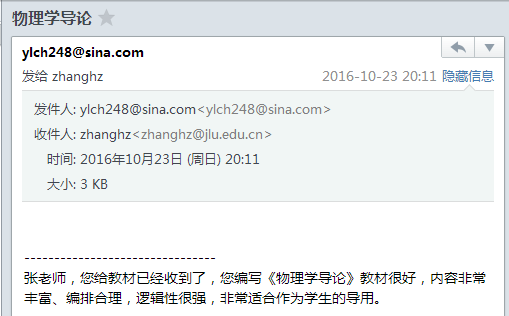 物理学导论
ylch248@sina.com
发给 zhanghz 2016-10-23 20:11 隐藏信息
发件人: ylch248@sina.com<ylch248@sina.com>
收件人: zhanghz<zhanghz@jlu.edu.cn>
时间: 2016年10月23日 (周日) 20:11
大小: 3 KB
--------------------------------
张老师，您给教材已经收到了，您编写《物理学导论》教材很好，内容非常
丰富、编排合理，逻辑性很强，非常适合作为学生的导用。